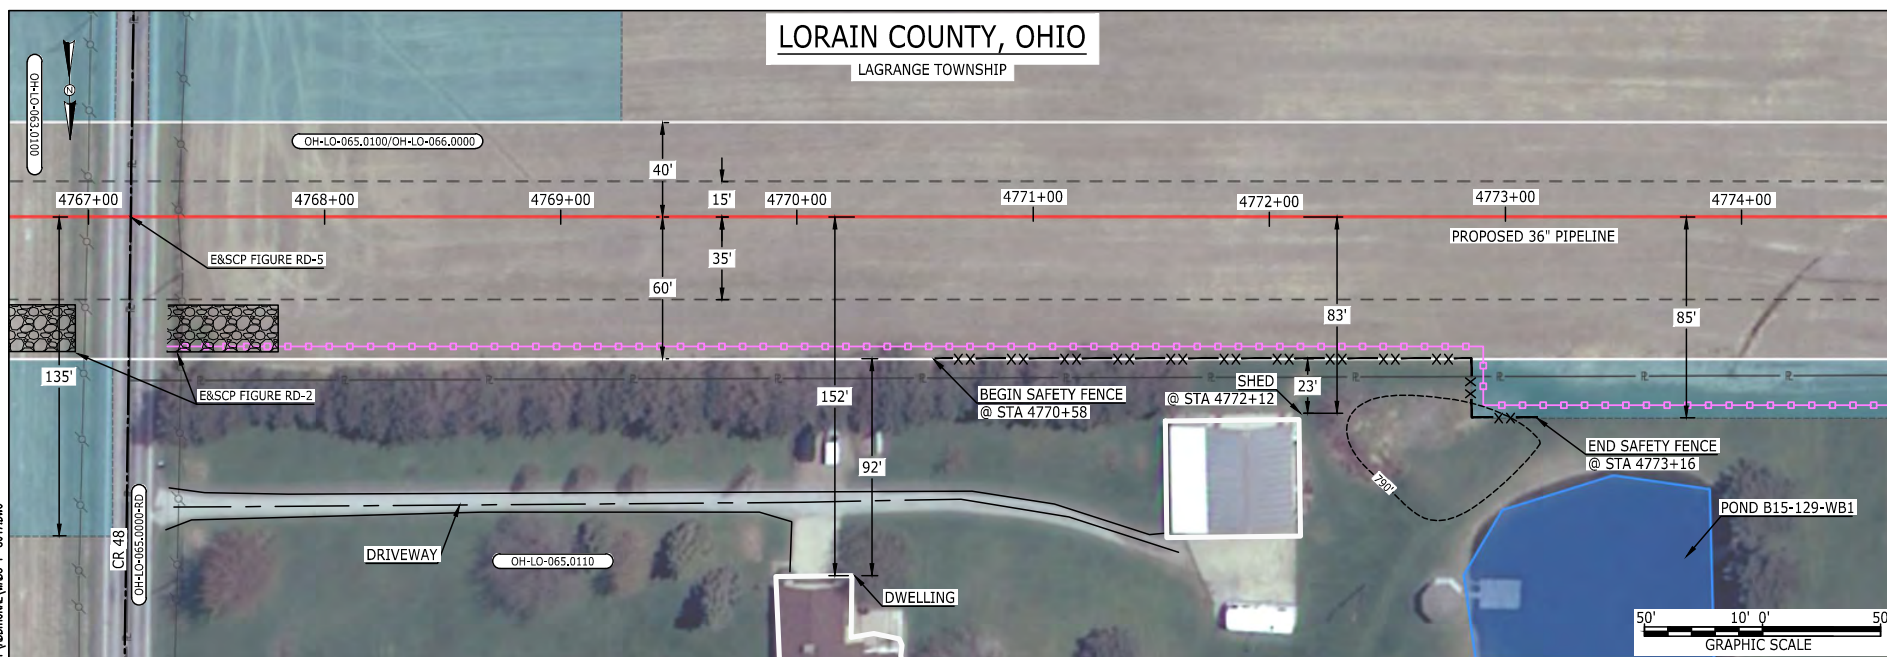 LORAIN COUNTY, OHIO
LAGRANGE TOWNSHIP
OH-LO-063.0100
N
OH-LO-065.0100/OH-LO-066.0000
40'
15'
4767+00
4768+00
4769+00
4770+00
4771+00
4772+00
4773+00
4774+00
PROPOSED 36" PIPELINE
E&SCP FIGURE RD-5
35'
60'
83'
85'
135'
E&SCP FIGURE RD-2
152'
BEGIN SAFETY FENCE
@ STA 4770+58
SHED
@ STA 4772+12
23'
92'
END SAFETY FENCE
@ STA 4773+16
790'
POND B15-129-WB1
CR 48
OH-LO-065.0000-RD
DRIVEWAY
OH-LO-065.0110
DWELLING
50' 10' 0' 50
GRAPHIC SCALE